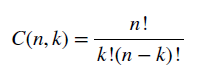 C(n, k) = n! / k!(n − k)!